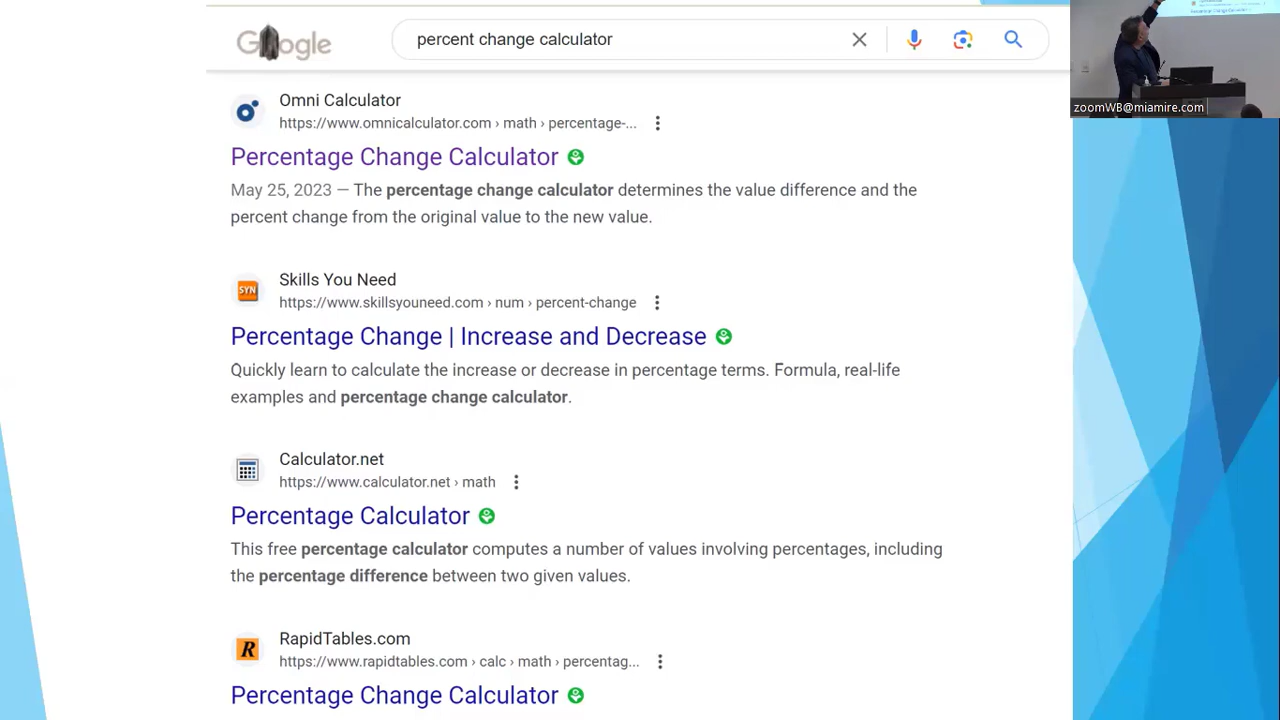 Google
percent change calculator
zoomWB@miamire.com
Omni Calculator
https://www.omnicalculator.com › math › percentage-...
Percentage Change Calculator
May 25, 2023 — The percentage change calculator determines the value difference and the
percent change from the original value to the new value.
SYN
Skills You Need
https://www.skillsyouneed.com › num › percent-change
Percentage Change | Increase and Decrease
Quickly learn to calculate the increase or decrease in percentage terms. Formula, real-life
examples and percentage change calculator.
Calculator.net
https://www.calculator.net › math
Percentage Calculator
This free percentage calculator computes a number of values involving percentages, including
the percentage difference between two given values.
R
RapidTables.com
https://www.rapidtables.com › calc › math › percentag...
Percentage Change Calculator